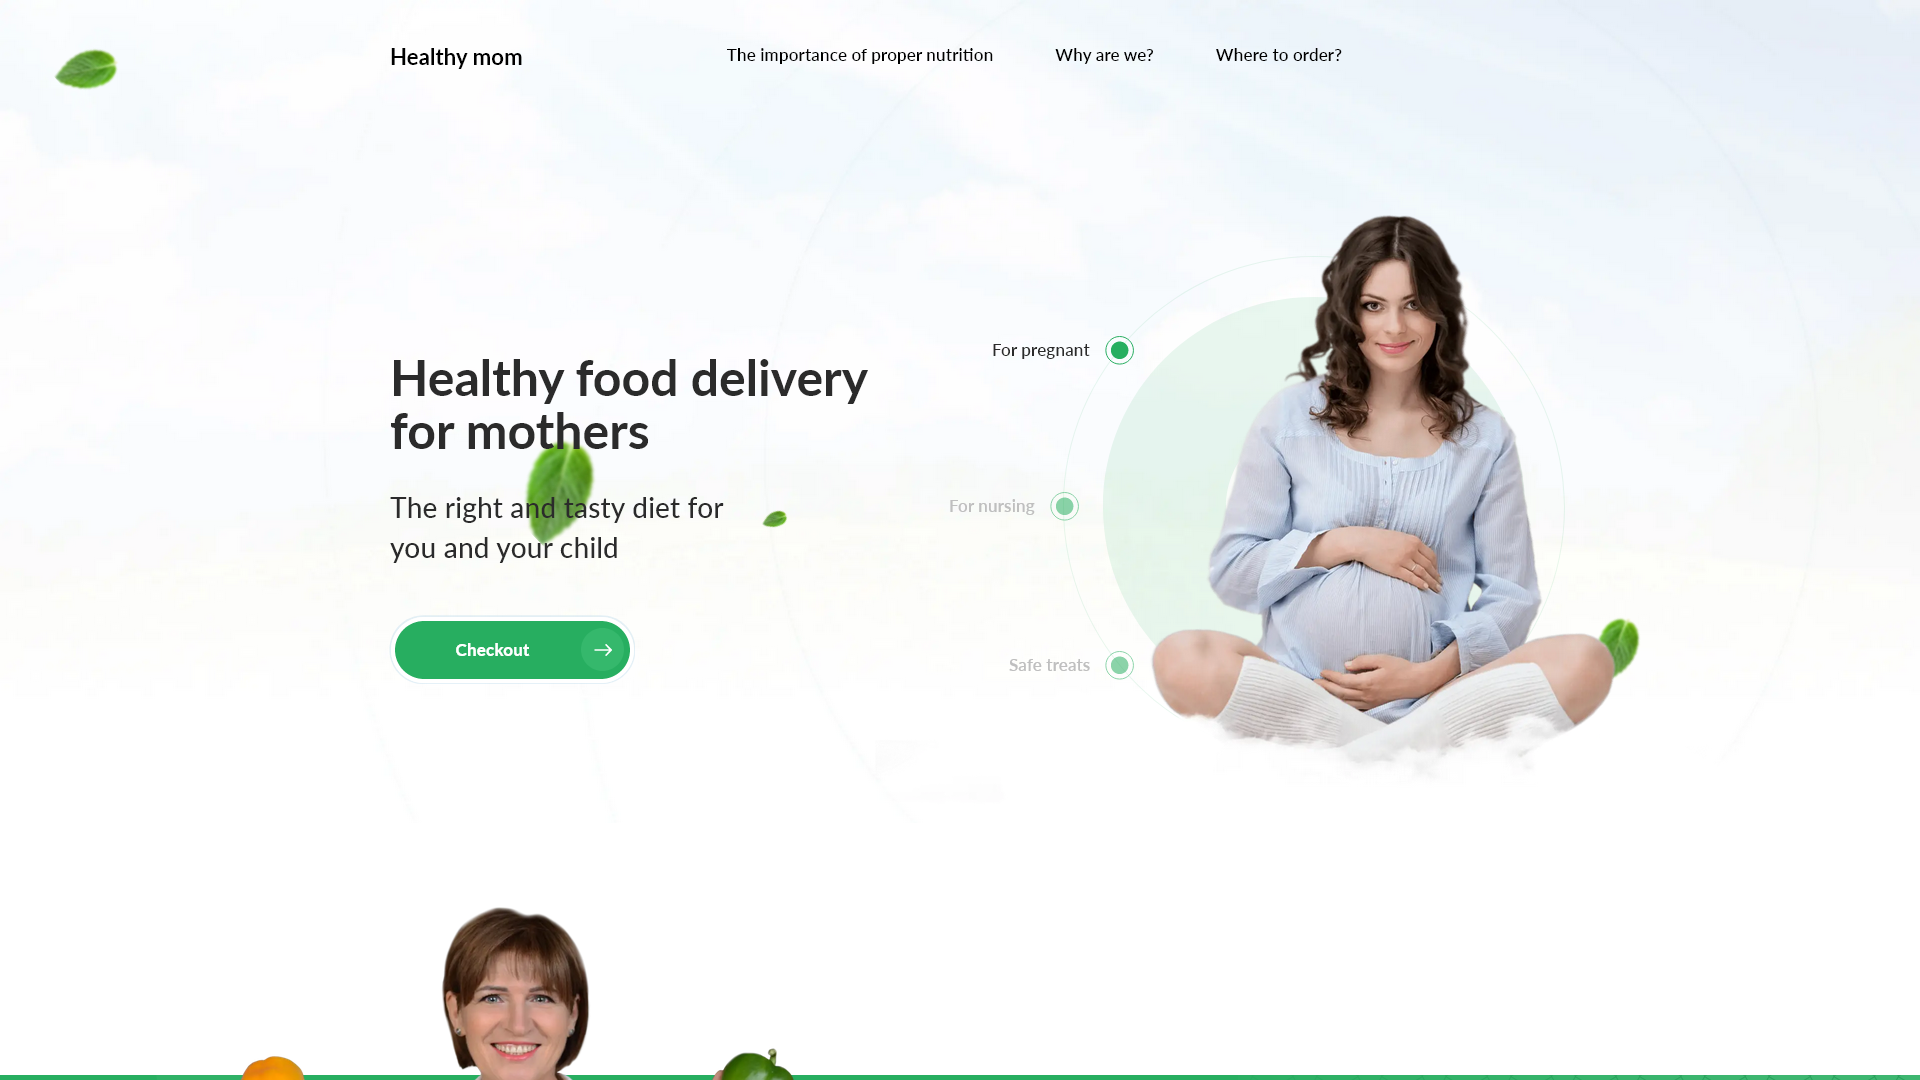 Healthy mom
The importance of proper nutrition
Why are we?
Where to order?
Healthy food delivery
for mothers
The right and tasty diet for
you and your child
Checkout
For pregnant
For nursing
Safe treats